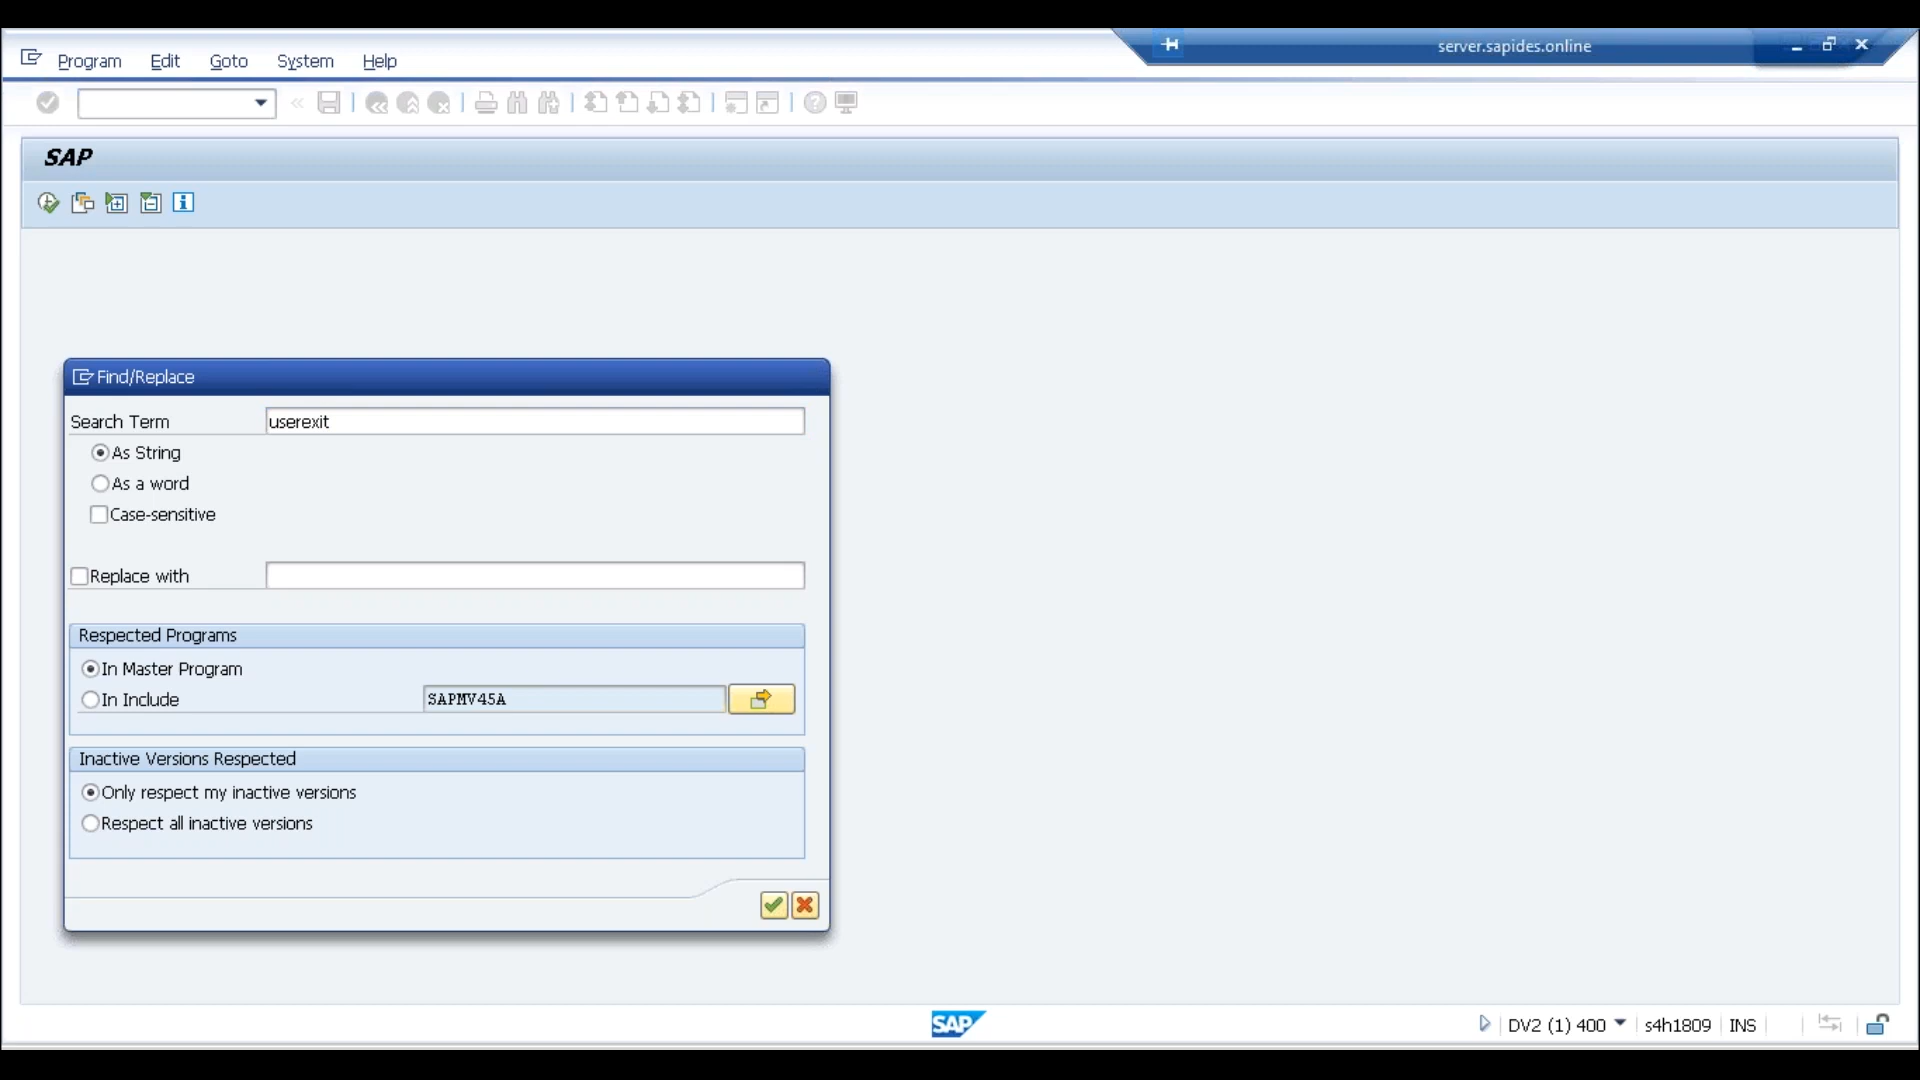 server.sapides.online
Program Edit Goto System Help
SAP
Find/Replace
Search Term userexit
As String
As a word
Case-sensitive
Replace with
Respected Programs
In Master Program
In Include SAPMV45A
Inactive Versions Respected
Only respect my inactive versions
Respect all inactive versions
SAP
DV2 (1) 400 s4h1809 INS